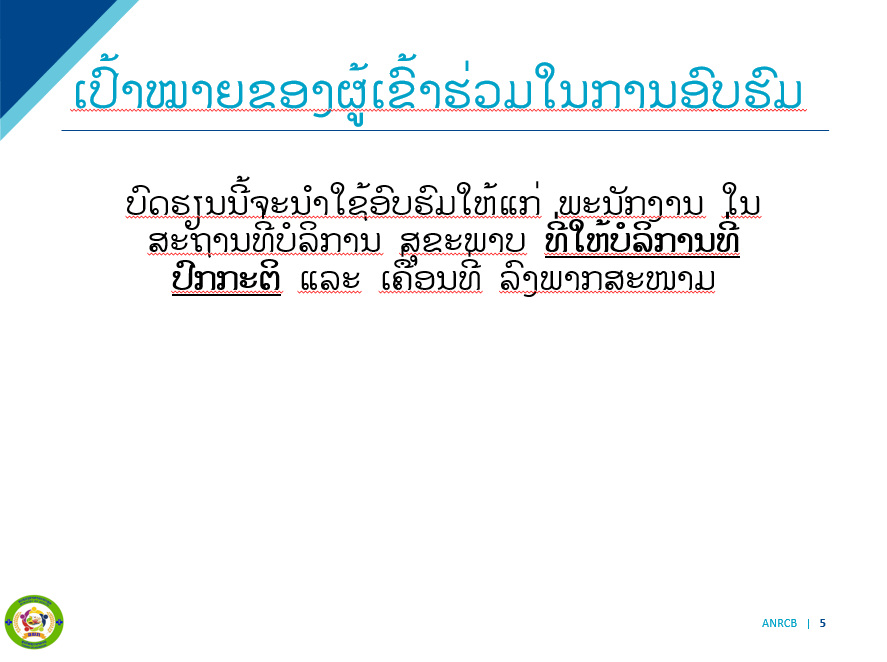 ເປົ້າໝາຍຂອງຜູ້ເຂົ້າຮ່ວມໃນການອົບຮົມ
ບົດຮຽນນີ້ຈະນຳໃຊ້ອົບຮົມໃຫ້ແກ່ ພະນັກງານ ໃນ
ສະຖານທີ່ບໍລິການ ສຸຂະພາບ ທີ່ໃຫ້ບໍລິການທີ່
ປົກກະຕິ ແລະ ເຄື່ອນທີ່ ລົງພາກສະໜາມ
ANRCB | 5